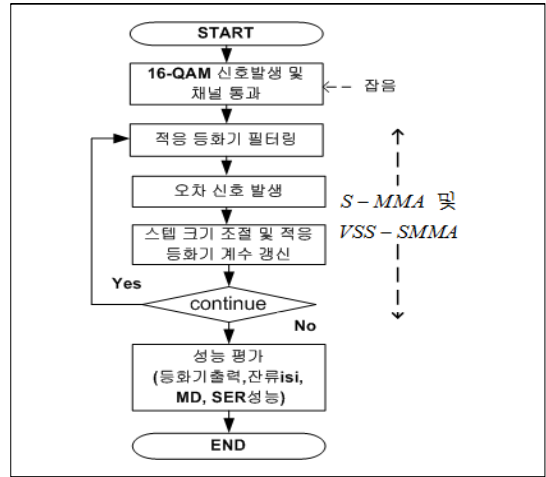 START
16-QAM 신호발생 및
채널 통과
잡음
적응 등화기 필터링
오차 신호 발생
S − MMA 및
VSS − SMMA
스텝 크기 조절 및 적응
등화기 계수 갱신
Yes
continue
No
성능 평가
(등화기출력,잔류isi,
MD, SER성능)
END